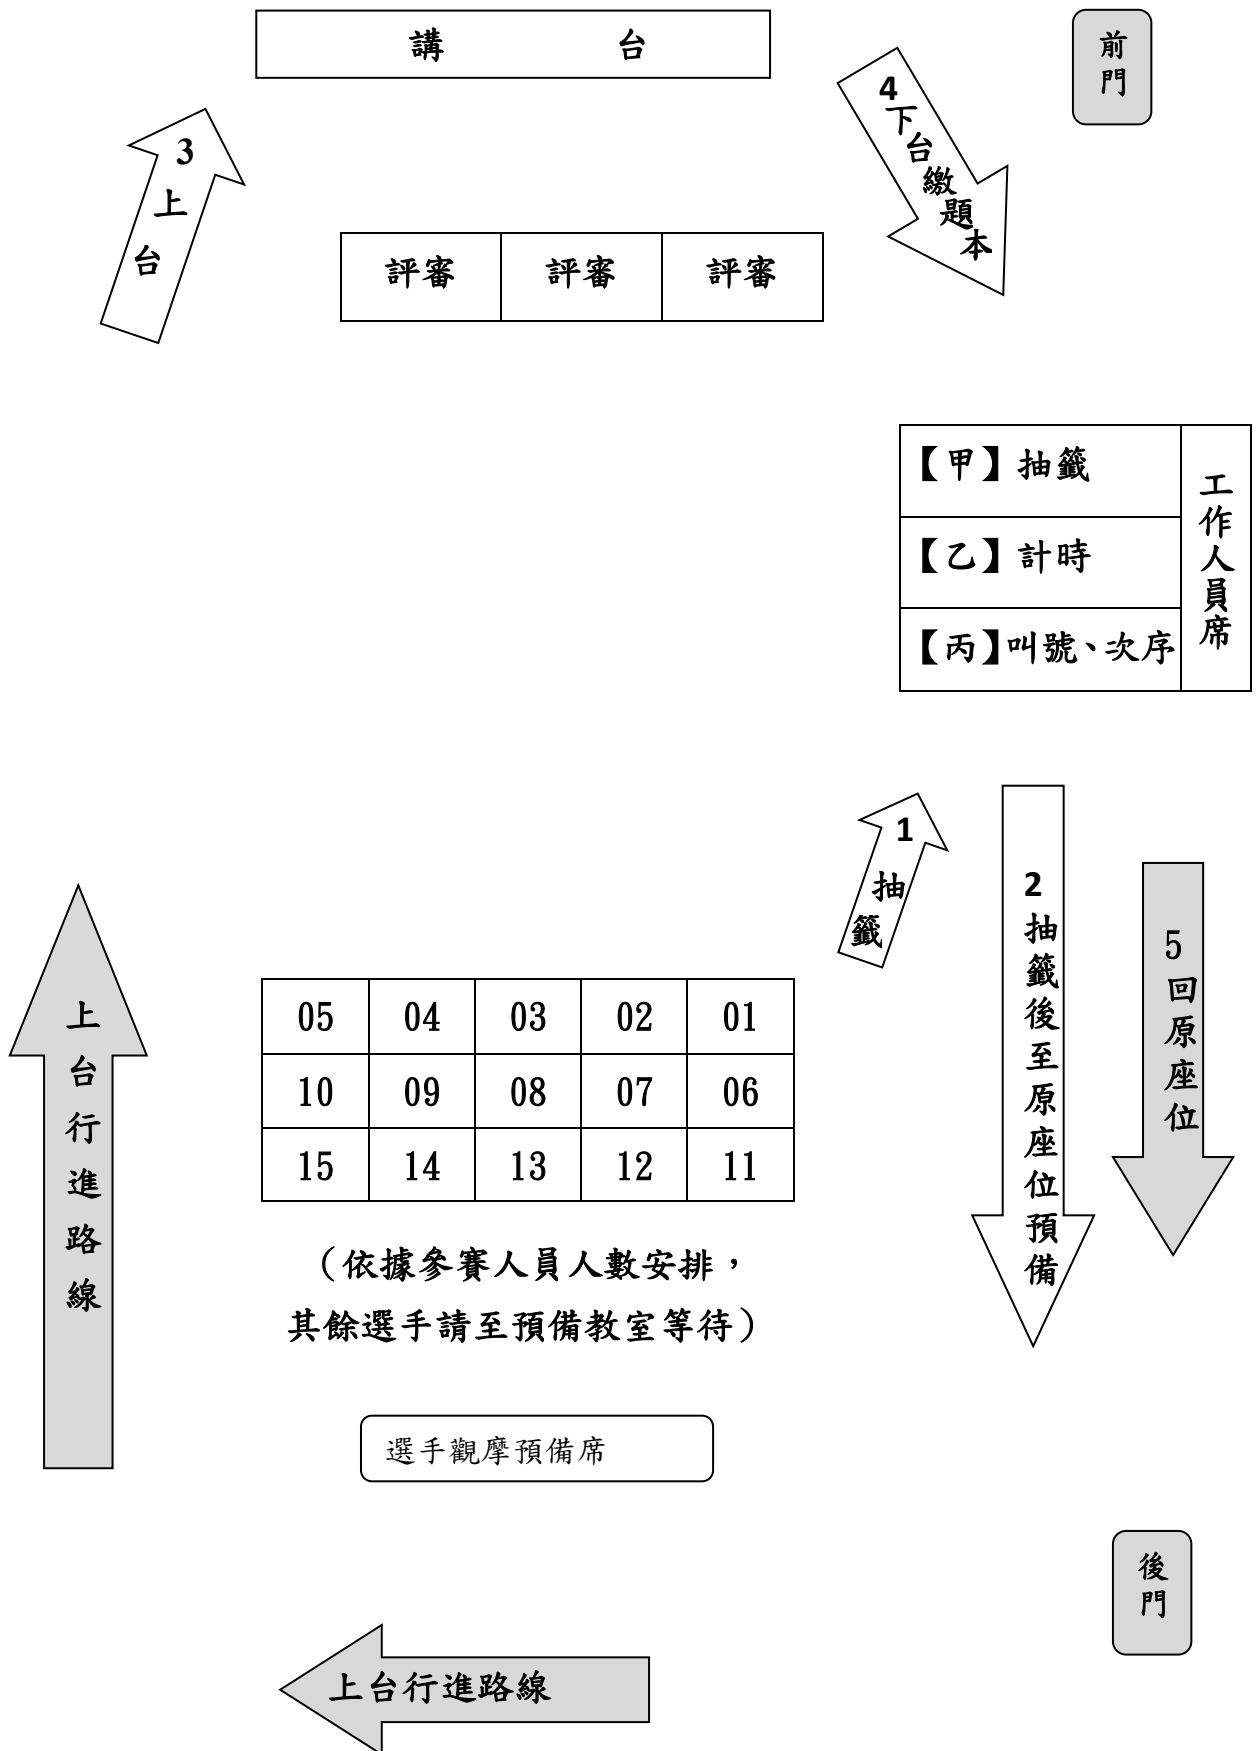 講 台
前門
4下台繳題本
3上台
評審 評審 評審
【甲】抽籤
【乙】計時
【丙】叫號、次序
工作人員席
1抽籤
2抽籤後至原座位預備
5回原座位
上台行進路線
05 04 03 02 01
10 09 08 07 06
15 14 13 12 11
（依據參賽人員人數安排，
其餘選手請至預備教室等待）
選手觀摩預備席
後門
上台行進路線